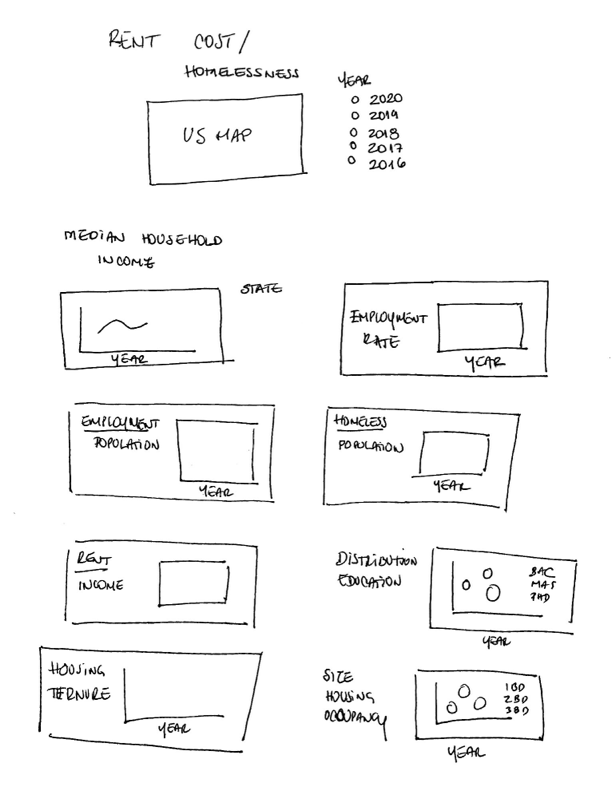 RENT COST/
HOMELESSNESS
YEAR
2020
2019
2018
2017
2016
US MAP
MEDIAN HOUSEHOLD
INCOME
STATE
YEAR
EMPLOYMENT
RATE
YEAR
EMPLOYMENT
POPOLATION
YEAR
HOMELESS
POPULATION
YEAR
RENT
INCOME
DISTRIBUTION
EDUCATION
BAC
MAS
PHD
YEAR
HOUSING
TERNURE
YEAR
SIZE
HOUSING
OCCUPANCY
1BD
2BD
3BD
YEAR